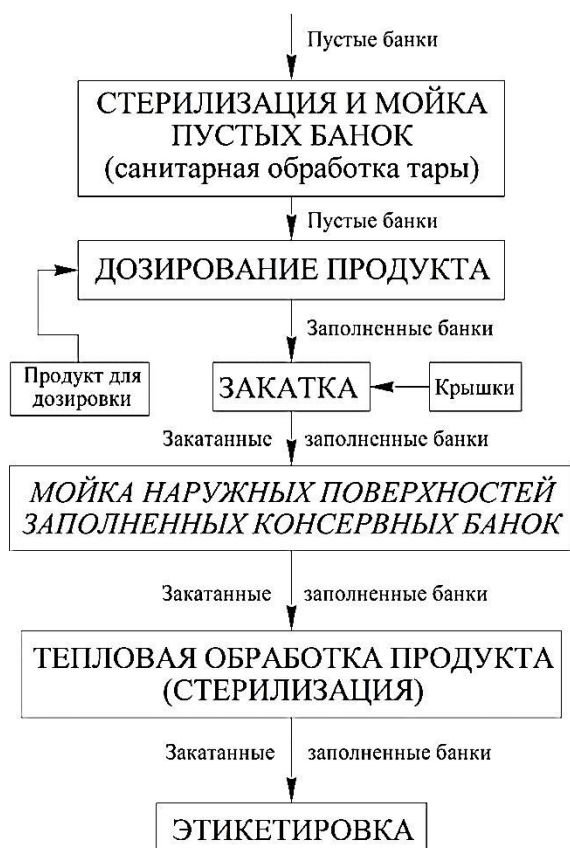 Пустые банки
СТЕРИЛИЗАЦИЯ И МОЙКА
ПУСТЫХ БАНОК
(санитарная обработка тары)
Пустые банки
ДОЗИРОВАНИЕ ПРОДУКТА
Заполненные банки
Продукт для
дозировки
ЗАКАТКА
Крышки
Закатанные заполненные банки
МОЙКА НАРУЖНЫХ ПОВЕРХНОСТЕЙ
ЗАПОЛНЕННЫХ КОНСЕРВНЫХ БАНОК
Закатанные заполненные банки
ТЕПЛОВАЯ ОБРАБОТКА ПРОДУКТА
(СТЕРИЛИЗАЦИЯ)
Закатанные заполненные банки
ЭТИКЕТИРОВКА